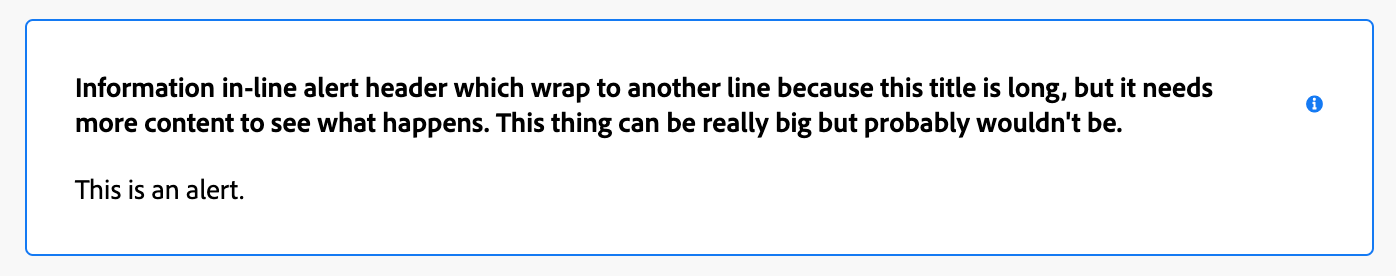 Information in-line alert header which wrap to another line because this title is long, but it needs
more content to see what happens. This thing can be really big but probably wouldn't be.
This is an alert.